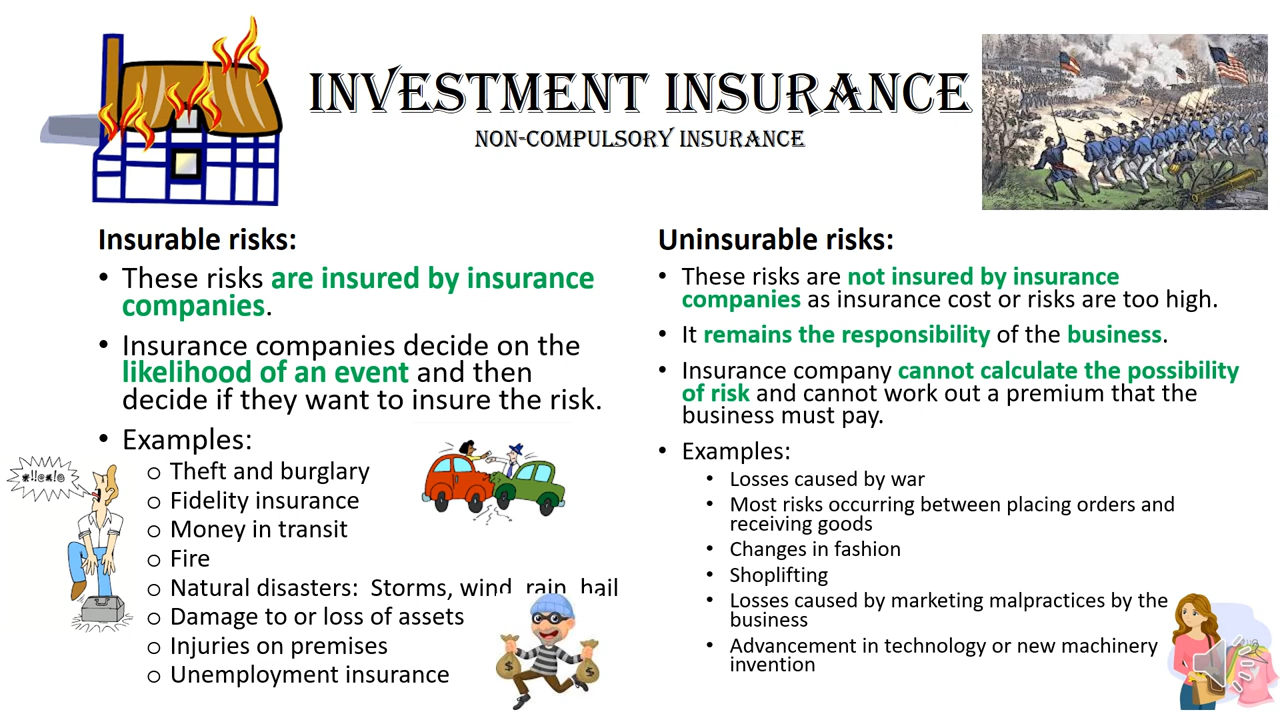 INVESTMENT INSURANCE
NON-COMPULSORY INSURANCE
Insurable risks:
• These risks are insured by insurance
companies.
• Insurance companies decide on the
likelihood of an event and then
decide if they want to insure the risk.
• Examples:
o Theft and burglary
o Fidelity insurance
o Money in transit
o Fire
o Natural disasters: Storms, wind, rain, hail
o Damage to or loss of assets
o Injuries on premises
o Unemployment insurance
Uninsurable risks:
• These risks are not insured by insurance
companies as insurance cost or risks are too high.
• It remains the responsibility of the business.
• Insurance company cannot calculate the possibility
of risk and cannot work out a premium that the
business must pay.
• Examples:
• Losses caused by war
• Most risks occurring between placing orders and
receiving goods
• Changes in fashion
• Shoplifting
• Losses caused by marketing malpractices by the
business
• Advancement in technology or new machinery
invention
$
$